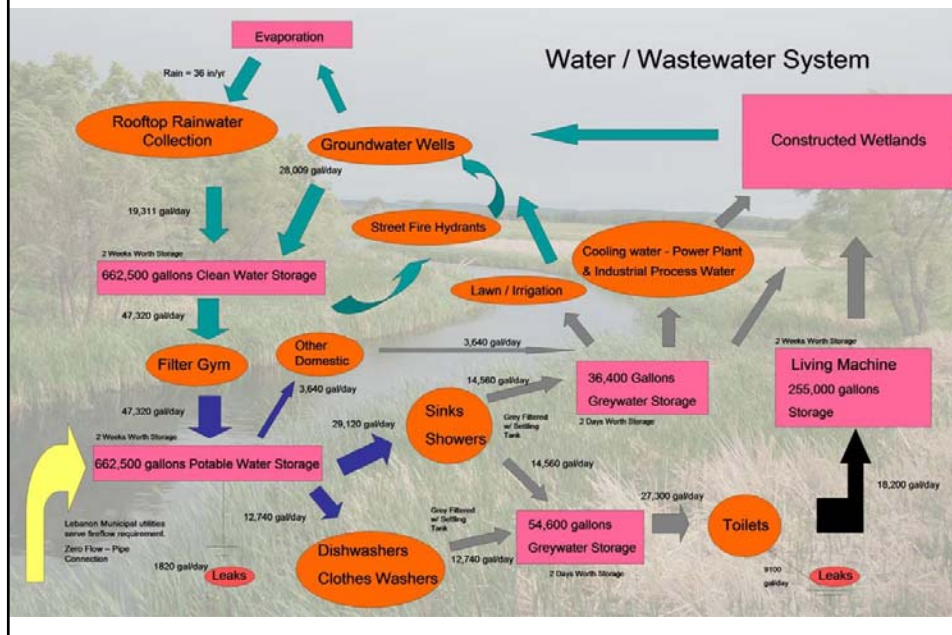 Water / Wastewater System
Evaporation
Rain = 36 in/yr
Rooftop Rainwater
Collection
Groundwater Wells
28,009 gal/day
Constructed Wetlands
19,311 gal/day
Street Fire Hydrants
2 Weeks Worth Storage
662,500 gallons Clean Water Storage
Cooling water - Power Plant
& Industrial Process Water
Lawn / Irrigation
47,320 gal/day
Filter Gym
Other
Domestic
3,640 gal/day
3,640 gal/day
36,400 Gallons
Greywater Storage
2 Days Worth Storage
2 Weeks Worth Storage
Living Machine
255,000 gallons
Storage
47,320 gal/day
29,120 gal/day
14,560 gal/day
Sinks
Showers
Grey Filtered
w/ Settling
Tank
2 Weeks Worth Storage
662,500 gallons Potable Water Storage
14,560 gal/day
12,740 gal/day
Grey Filtered
w/ Settling
Tank
27,300 gal/day
18,200 gal/day
Lebanon Municipal utilities
serve fireflow requirement.
Zero Flow – Pipe
Connection
54,600 gallons
Greywater Storage
2 Days Worth Storage
Toilets
Dishwashers
Clothes Washers
12,740 gal/day
1820 gal/day
Leaks
9100
gal/day
Leaks